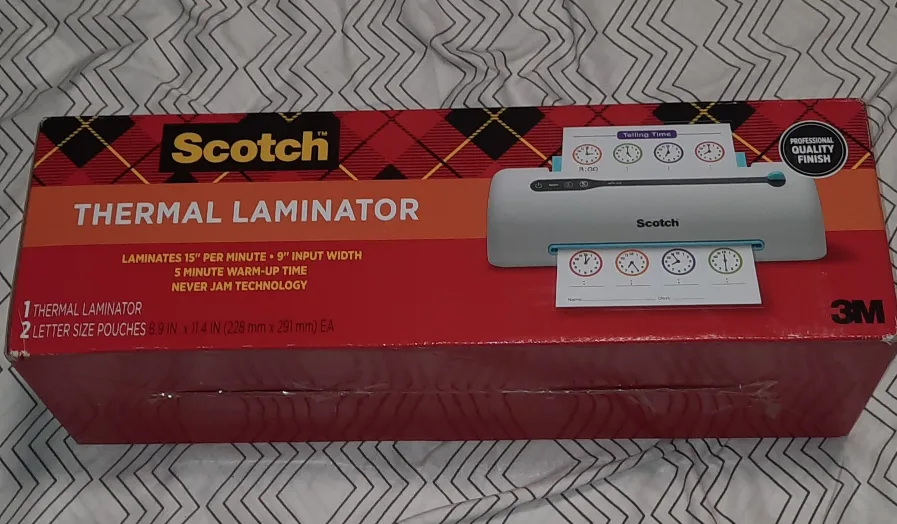 Scotch™
THERMAL LAMINATOR
LAMINATES 15" PER MINUTE • 9" INPUT WIDTH
5 MINUTE WARM-UP TIME
NEVER JAM TECHNOLOGY
1 THERMAL LAMINATOR
2 LETTER SIZE POUCHES 8.9 IN x 11.4 IN (228 mm x 291 mm) EA
Telling Time
Scotch
Name
PROFESSIONAL
QUALITY
FINISH
3M